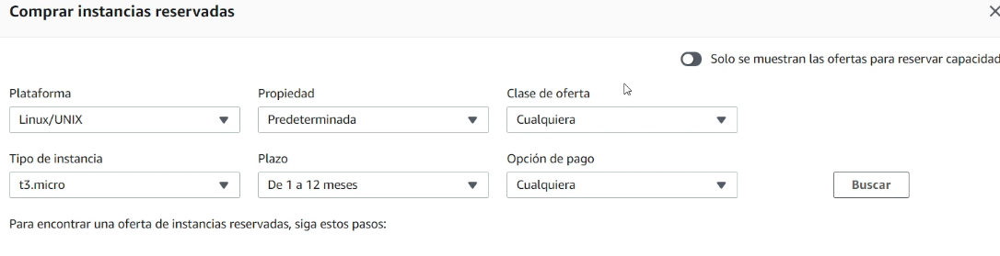 Comprar instancias reservadas
Solo se muestran las ofertas para reservar capacidad
Plataforma
Propiedad
Clase de oferta
Linux/UNIX
Predeterminada
Cualquiera
Tipo de instancia
Plazo
Opción de pago
t3.micro
De 1 a 12 meses
Cualquiera
Buscar
Para encontrar una oferta de instancias reservadas, siga estos pasos: